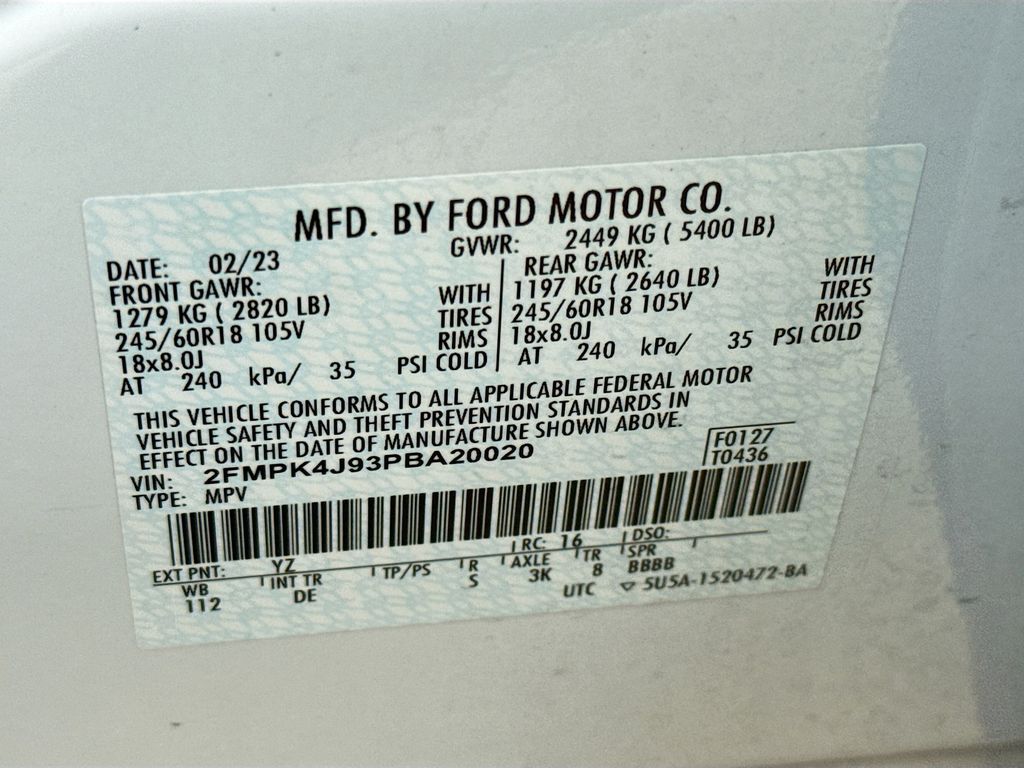 MFD. BY FORD MOTOR CO.
DATE: 02/23 GVWR: 2449 KG ( 5400 LB)
FRONT GAWR: REAR GAWR:
1279 KG ( 2820 LB) WITH 1197 KG ( 2640 LB) WITH
245/60R18 105V TIRES 245/60R18 105V TIRES
18x8.0J RIMS 18x8.0J RIMS
AT 240 kPa/ 35 PSI COLD AT 240 kPa/ 35 PSI COLD
THIS VEHICLE CONFORMS TO ALL APPLICABLE FEDERAL MOTOR
VEHICLE SAFETY AND THEFT PREVENTION STANDARDS IN
EFFECT ON THE DATE OF MANUFACTURE SHOWN ABOVE.
VIN: 2FMPK4J93PBA20020 F0127
TYPE: MPV T0436
EXT PNT: YZ RC: 16 DSO:
WB INT TR TP/PS R AXLE TR SPR
112 DE S 3K 8 BBBB
UTC ▽ 5U5A-1520472-BA